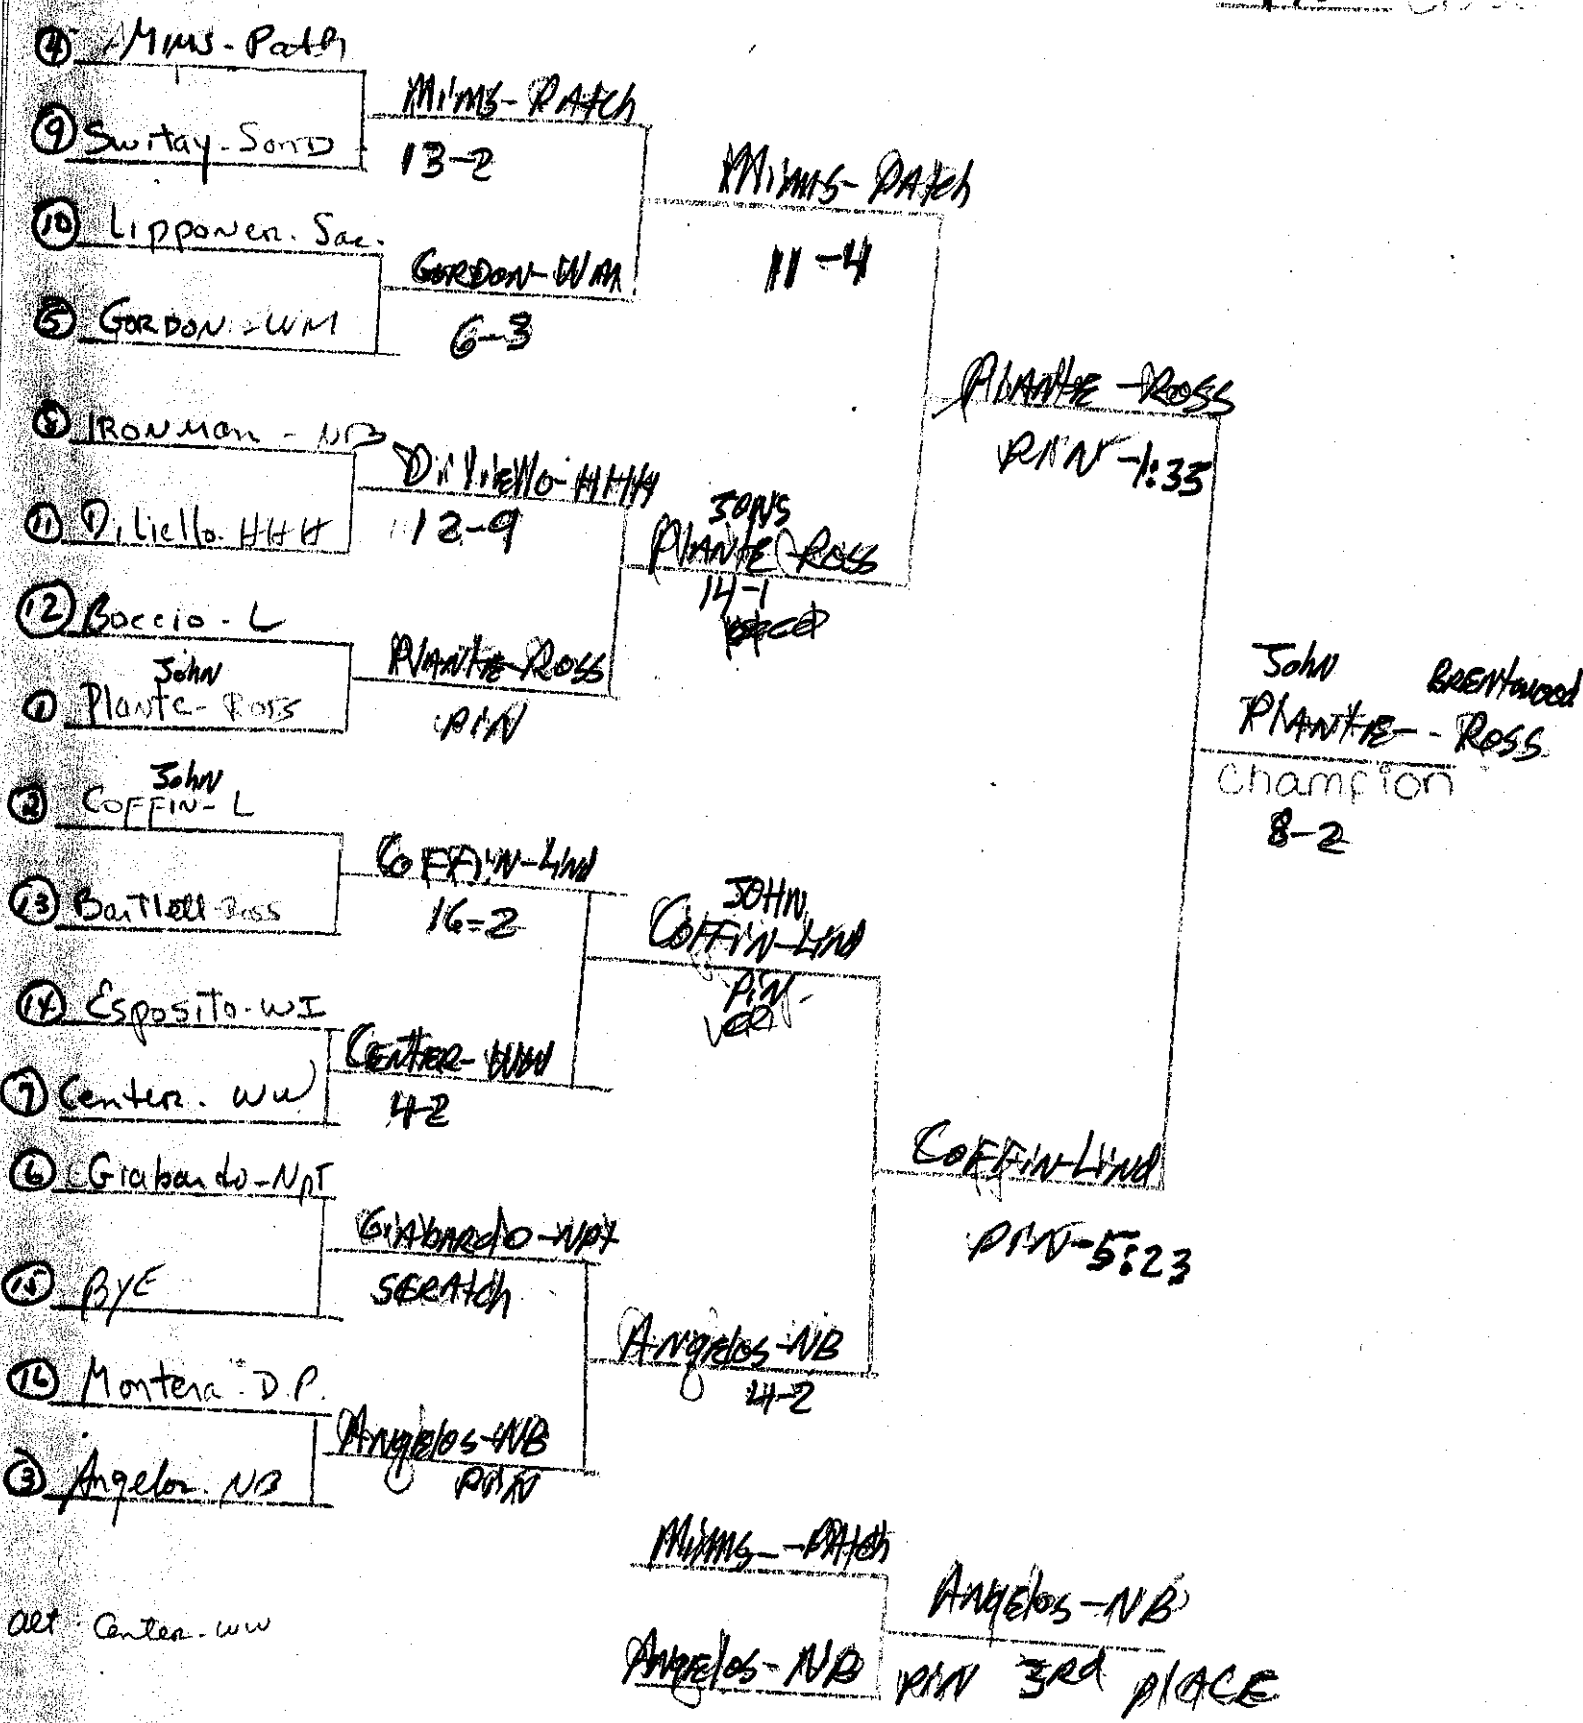 ④ Mims-Path
⑨ Switay-SonD
⑩ Lipponer. Sac.
⑤ GORDON-WM
⑧ IRONMan-NB
⑪ Diliello-HHH
⑫ Boccio-L
John
① Plante-Ross
John
② COFFIN-L
⑬ Bartlell-Ross
⑭ Esposito-WI
⑦ Center-WW
⑥ Giabardo-NPT
⑮ BYE
⑯ Montera-D.P.
③ Angelos-NB
alt Center-WW
Mims-PAtch
13-2
GORDON-WM
6-3
Diliello-HHH
12-9
PLANTE-ROSS
PIN
COFFIN-Lind
16-2
CENTER-WW
4-2
GiAbARdO-NPT
SCRAtch
ANgElos-NB
PIN
Mims-PAtch
11-4
JOHN
PLANTE-ROSS
14-1
JOHN
COFFIN-Lind
PIN
ANgElos-NB
4-2
PLANTE-ROSS
PIN-1:35
COFFIN-Lind
PIN-5:23
John BRENtwood
PLANTE--ROSS
Champion
8-2
Mims--PAtch
ANgElos-NB
ANgElos-NB
PIN 3Rd plACE